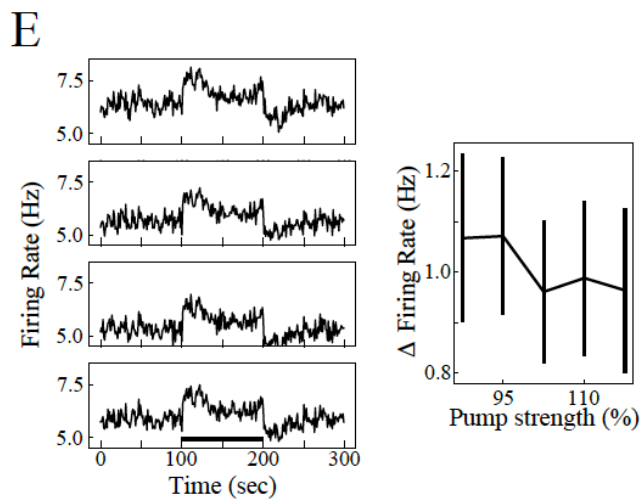 E
7.5
5.0
7.5
5.0
7.5
5.0
7.5
5.0
Firing Rate (Hz)
0 100 200 300
Time (sec)
1.2
1.0
0.8
Δ Firing Rate (Hz)
95 110
Pump strength (%)